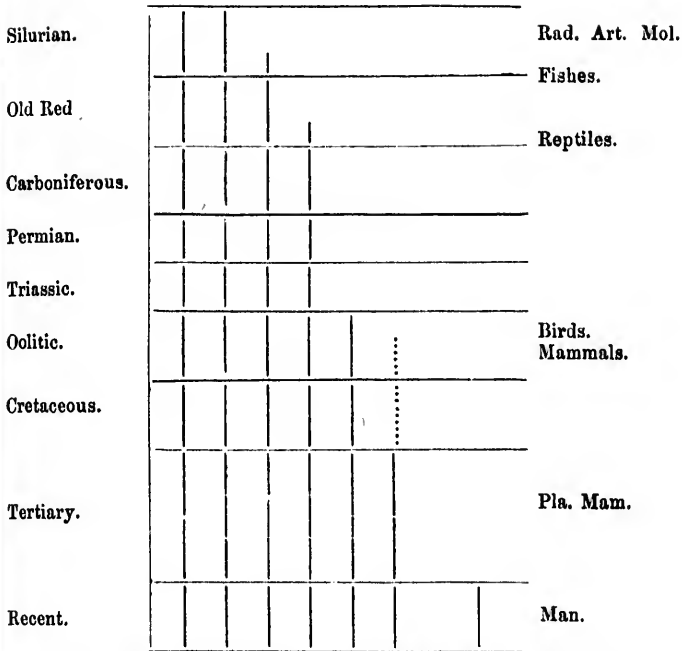 Silurian. Rad. Art. Mol.
Fishes.
Old Red
Reptiles.
Carboniferous.
Permian.
Triassic.
Oolitic. Birds.
Mammals.
Cretaceous.
Tertiary. Pla. Mam.
Recent. Man.